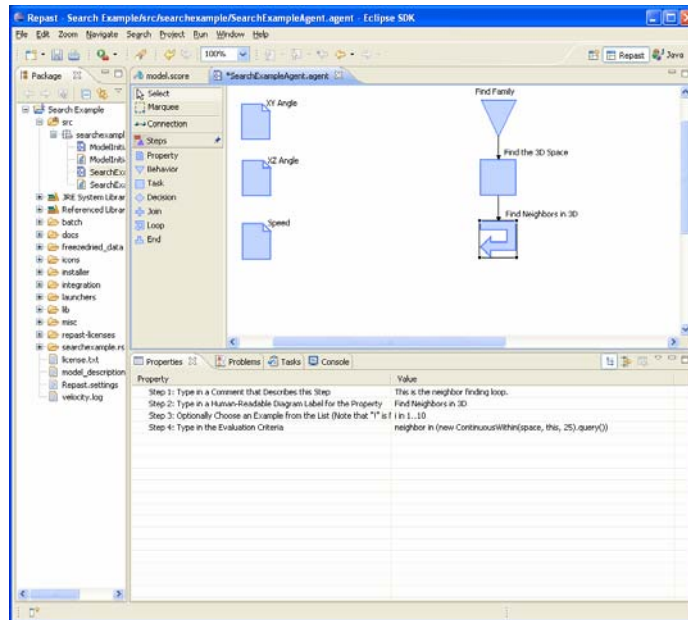 Repast - Search Example/src/searchexample/SearchExampleAgent.agent - Eclipse SDK
File Edit Zoom Navigate Search Project Run Window Help
100%
Repast
Java
Package
model.score
*SearchExampleAgent.agent
Search Example
src
searchexampl
ModelIniti
ModelIniti
SearchExa
SearchExa
JRE System Librar
Referenced Librar
batch
docs
freezedried_data
icons
installer
integration
launchers
lib
misc
repast-licenses
searchexample.rs
license.txt
model_description
Repast.settings
velocity.log
Select
Marquee
Connection
Steps
Property
Behavior
Task
Decision
Join
Loop
End
XY Angle
XZ Angle
Speed
Find Family
Find the 3D Space
Find Neighbors in 3D
Properties
Problems
Tasks
Console
Property
Value
Step 1: Type in a Comment that Describes this Step
This is the neighbor finding loop.
Step 2: Type in a Human-Readable Diagram Label for the Property
Find Neighbors in 3D
Step 3: Optionally Choose an Example from the List (Note that "I" is
i in 1..10
Step 4: Type in the Evaluation Criteria
neighbor in (new ContinuousWithin(space, this, 25).query())